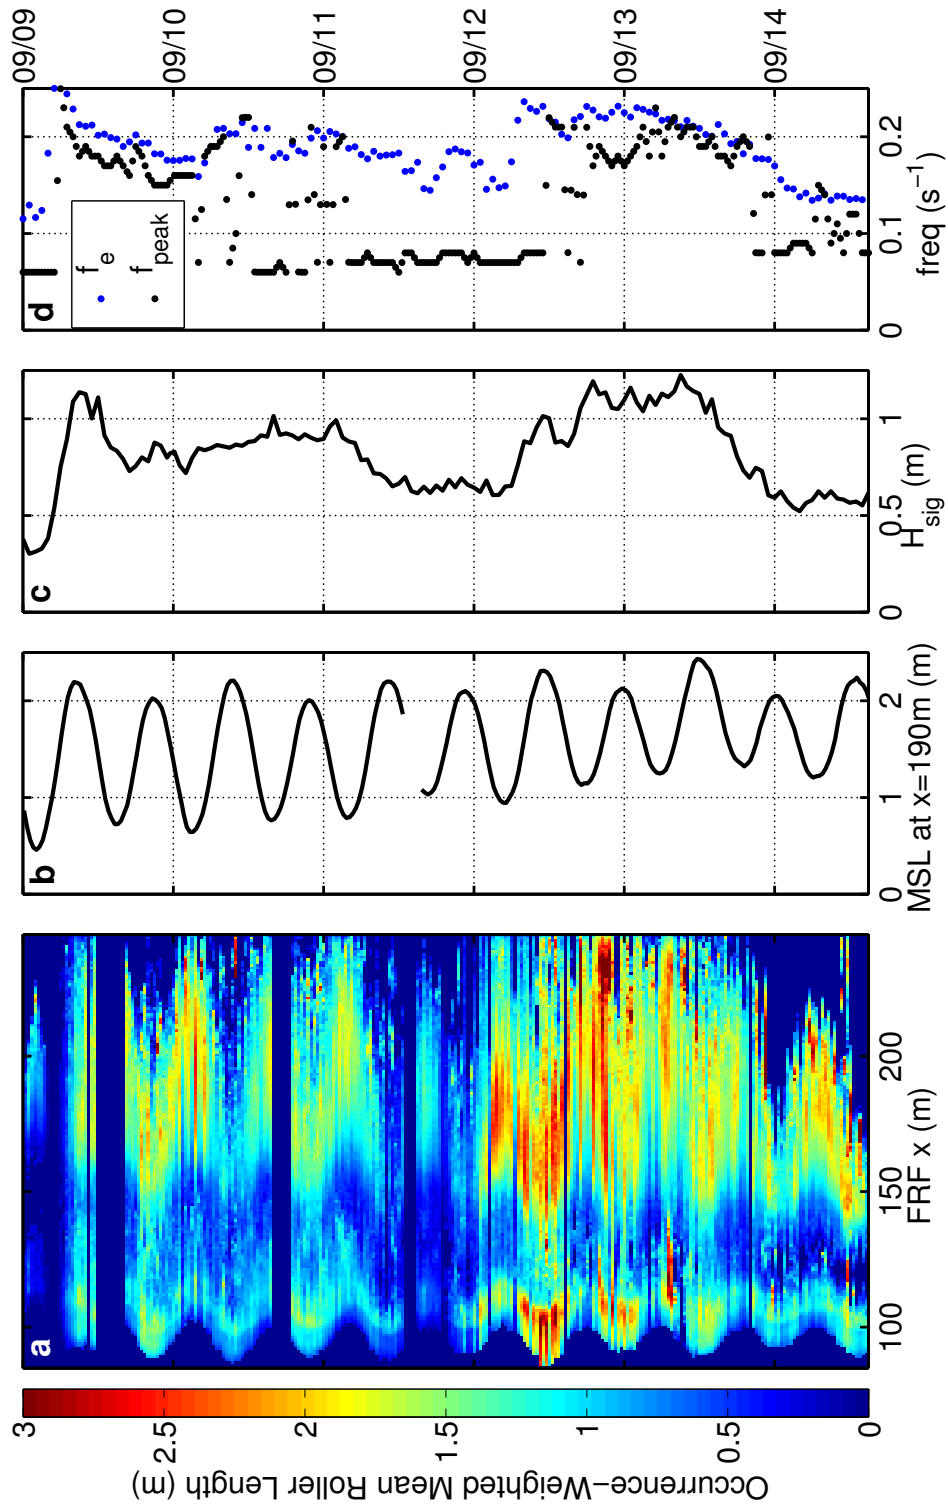 09/09
09/10
09/11
09/12
09/13
09/14
d
f_e
f_peak
0
0.1
0.2
freq (s⁻¹)
c
0
0.5
1
H_sig (m)
b
0
1
2
MSL at x=190m (m)
a
100
150
200
FRF x (m)
3
2.5
2
1.5
1
0.5
0
Occurrence−Weighted Mean Roller Length (m)